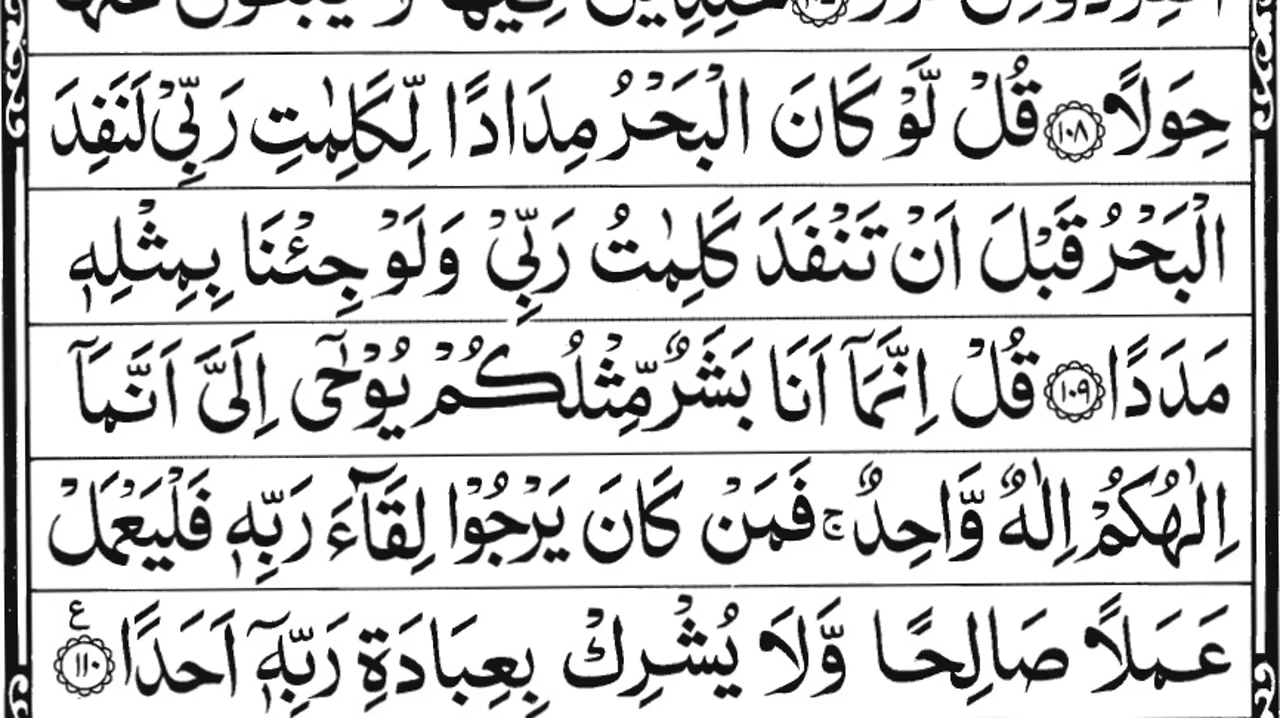 خٰلِدِيْنَ فِيْهَا لَا يَبْغُوْنَ عَنْهَا
حِوَلًا ۝١٠٨ قُلْ لَّوْ كَانَ الْبَحْرُ مِدَادًا لِّكَلِمٰتِ رَبِّيْ لَنَفِدَ
الْبَحْرُ قَبْلَ اَنْ تَنْفَدَ كَلِمٰتُ رَبِّيْ وَلَوْ جِئْنَا بِمِثْلِهٖ
مَدَدًا ۝١٠٩ قُلْ اِنَّمَاۤ اَنَا بَشَرٌ مِّثْلُكُمْ يُوْحٰۤى اِلَيَّ اَنَّمَاۤ
اِلٰهُكُمْ اِلٰهٌ وَّاحِدٌ ۚ فَمَنْ كَانَ يَرْجُوْا لِقَآءَ رَبِّهٖ فَلْيَعْمَلْ
عَمَلًا صَالِحًا وَّلَا يُشْرِكْ بِعِبَادَةِ رَبِّهٖۤ اَحَدًا ۝١١٠ ع